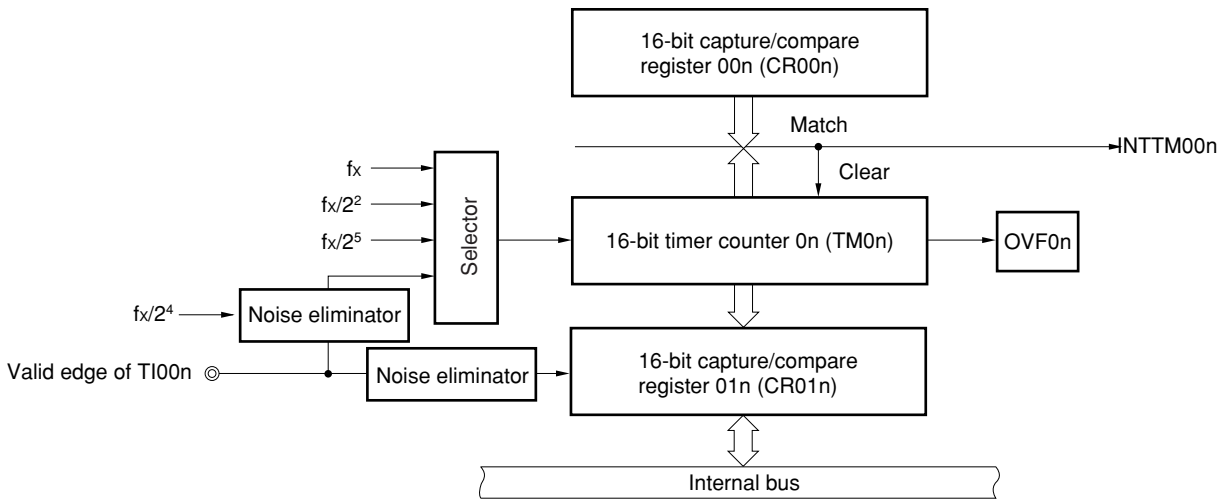 16-bit capture/compare
register 00n (CR00n)
Match
INTTM00n
fx
Clear
fx/2²
Selector
fx/2⁵
16-bit timer counter 0n (TM0n)
OVF0n
fx/2⁴
Noise eliminator
Valid edge of TI00n
Noise eliminator
16-bit capture/compare
register 01n (CR01n)
Internal bus